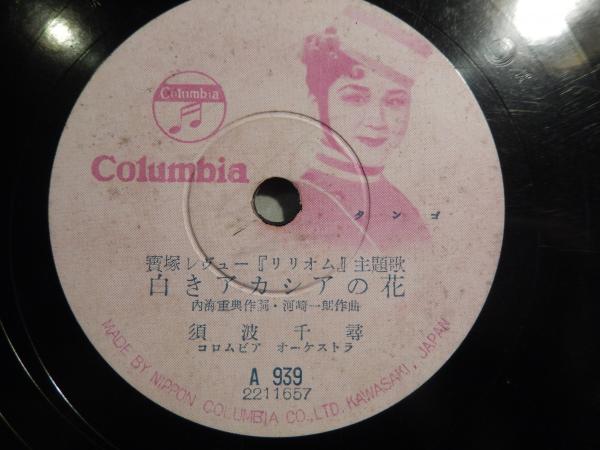 Columbia
Columbia
タンゴ
寳塚レヴュー『リリオム』主題歌
白きアカシアの花
内海重典作詞・河崎一郎作曲
須波千尋
コロムビア オーケストラ
A 939
2211657
MADE BY NIPPON COLUMBIA CO., LTD. KAWASAKI, JAPAN